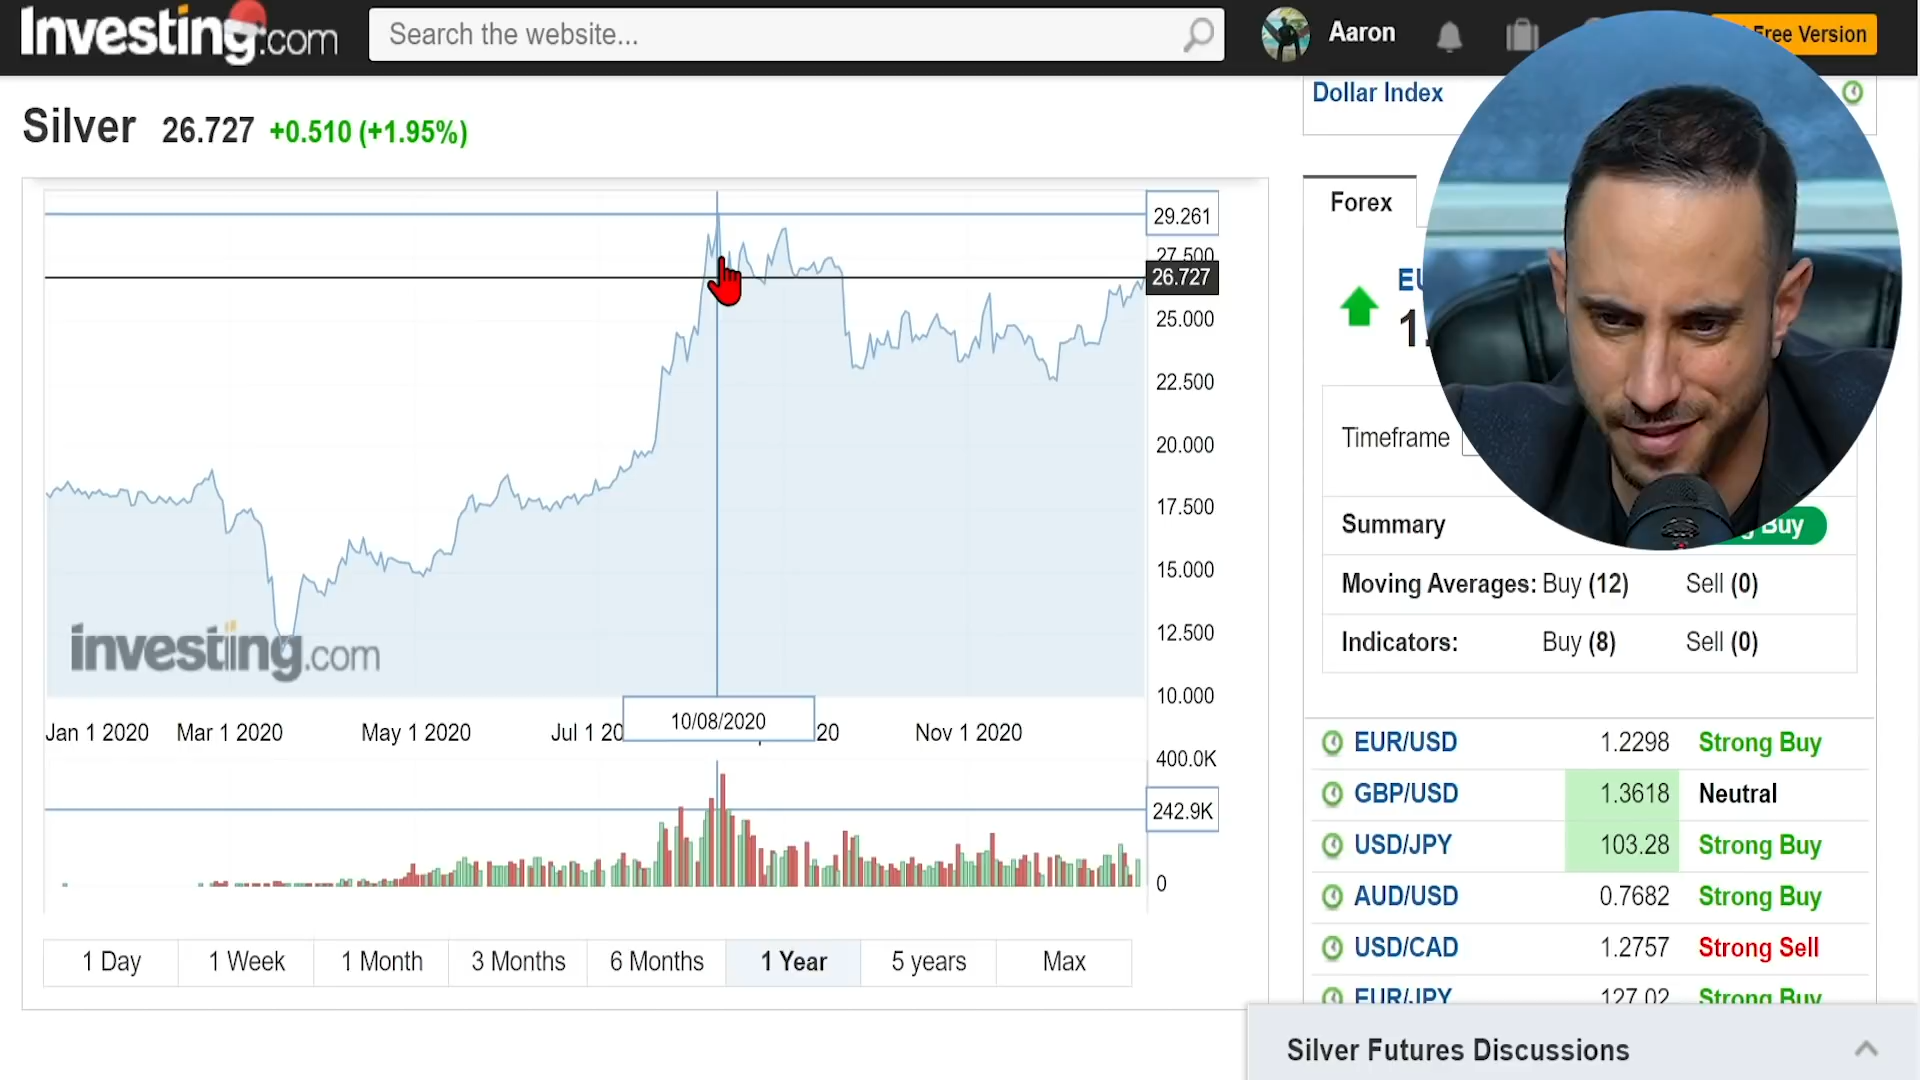 Investing.com
Search the website...
Aaron
Free Version
Silver 26.727 +0.510 (+1.95%)
Dollar Index
Forex
29.261
27.500
26.727
25.000
22.500
20.000
17.500
15.000
12.500
10.000
investing.com
10/08/2020
Jan 1 2020 Mar 1 2020 May 1 2020 Jul 1 20 20 Nov 1 2020
400.0K
242.9K
0
1 Day 1 Week 1 Month 3 Months 6 Months 1 Year 5 years Max
Timeframe
Summary Buy
Moving Averages: Buy (12) Sell (0)
Indicators: Buy (8) Sell (0)
EUR/USD 1.2298 Strong Buy
GBP/USD 1.3618 Neutral
USD/JPY 103.28 Strong Buy
AUD/USD 0.7682 Strong Buy
USD/CAD 1.2757 Strong Sell
EUR/JPY 127.02 Strong Buy
Silver Futures Discussions